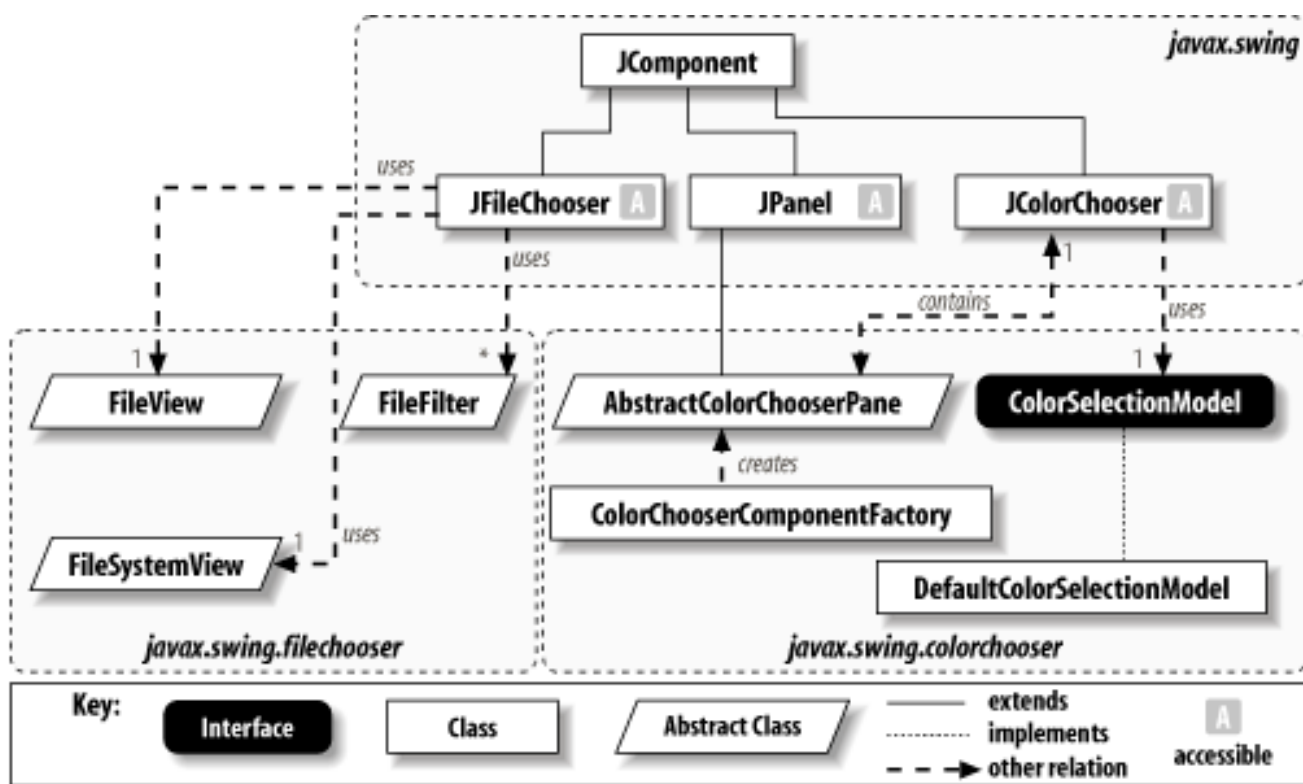 javax.swing
JComponent
uses
JFileChooser A
JPanel A
JColorChooser A
uses
1
contains
uses
1
*
1
FileView
FileFilter
AbstractColorChooserPane
ColorSelectionModel
creates
ColorChooserComponentFactory
1
uses
FileSystemView
DefaultColorSelectionModel
javax.swing.filechooser
javax.swing.colorchooser
Key:
Interface
Class
Abstract Class
extends
implements
other relation
A
accessible